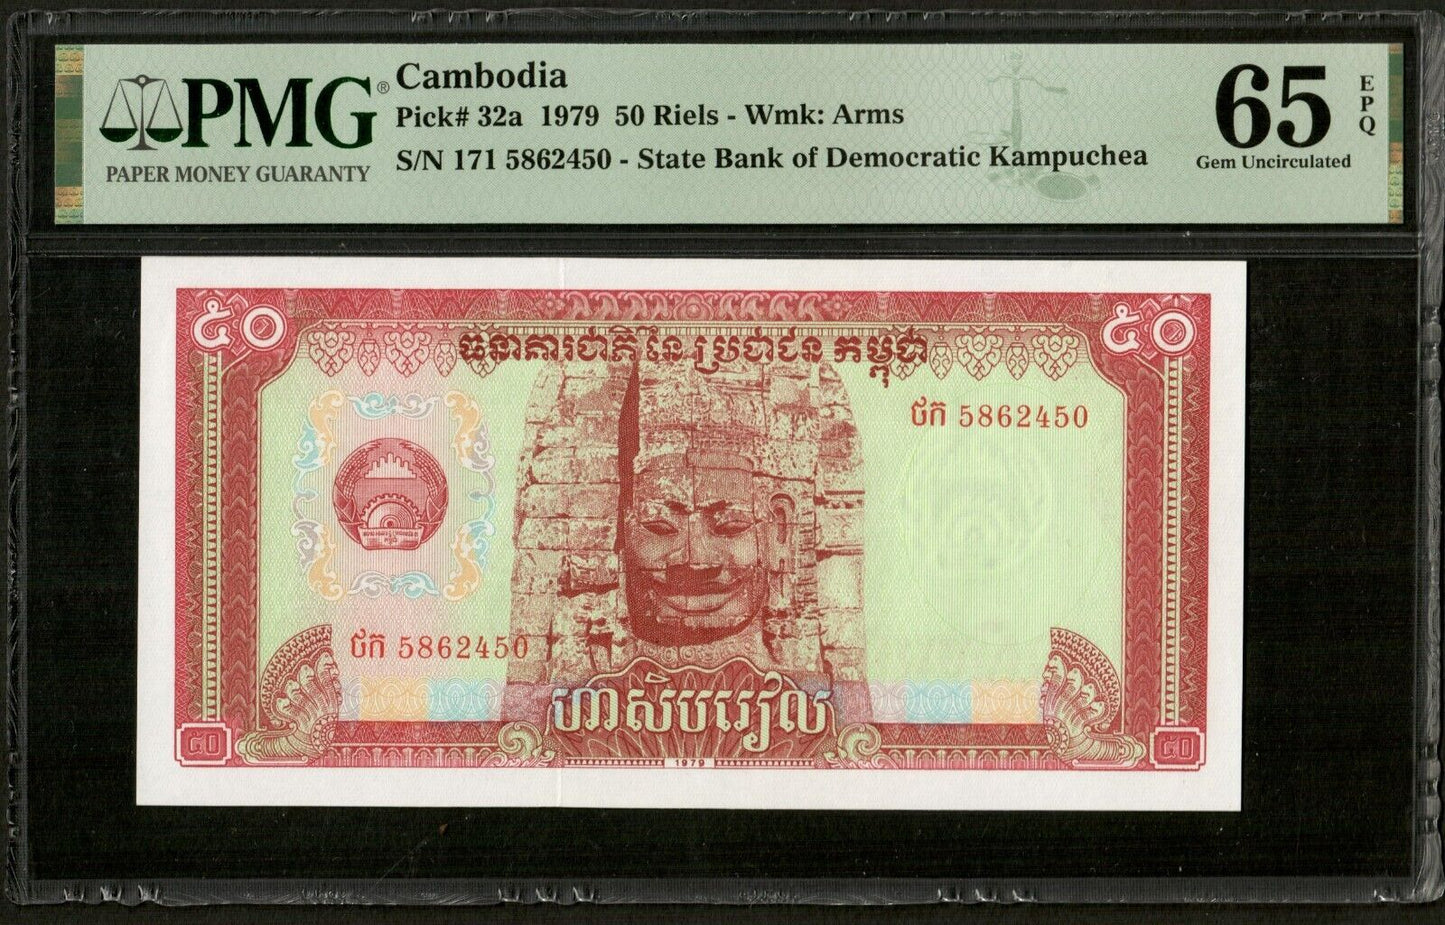 PMG®
PAPER MONEY GUARANTY
Cambodia
Pick# 32a 1979 50 Riels - Wmk: Arms
S/N 171 5862450 - State Bank of Democratic Kampuchea
65 EPQ
Gem Uncirculated
៥០
៥០
ធនាគារជាតិ នៃ ប្រជាជន កម្ពុជា
ថក 5862450
ថក 5862450
ហាសិបរៀល
៥០
1979
៥០